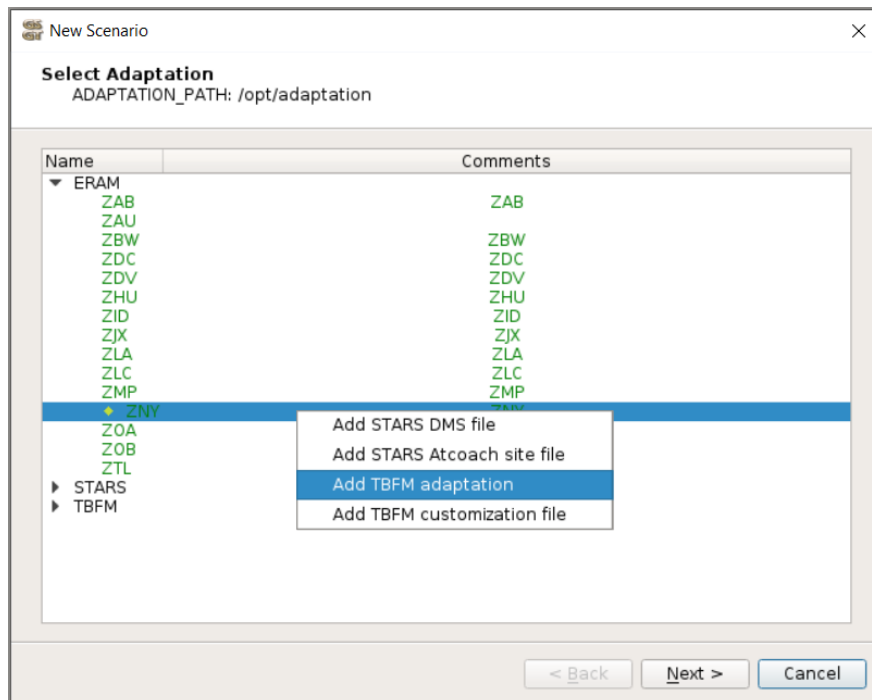 New Scenario
Select Adaptation
ADAPTATION_PATH: /opt/adaptation
Name Comments
ERAM
ZAB ZAB
ZAU
ZBW ZBW
ZDC ZDC
ZDV ZDV
ZHU ZHU
ZID ZID
ZJX ZJX
ZLA ZLA
ZLC ZLC
ZMP ZMP
ZNY ZNY
ZOA
ZOB
ZTL
STARS
TBFM
Add STARS DMS file
Add STARS Atcoach site file
Add TBFM adaptation
Add TBFM customization file
< Back Next > Cancel